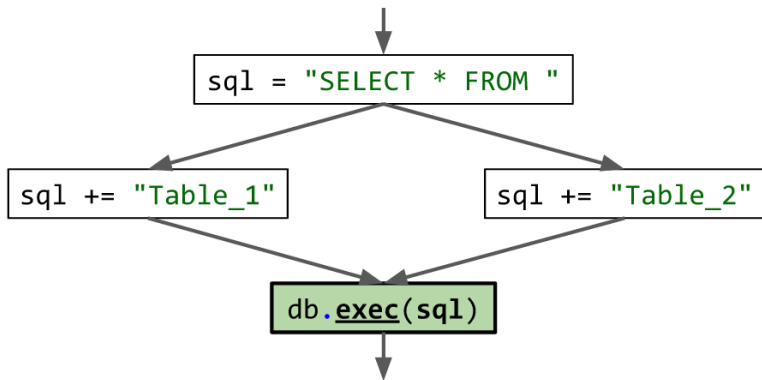 sql = "SELECT * FROM "
sql += "Table_1"
sql += "Table_2"
db.exec(sql)